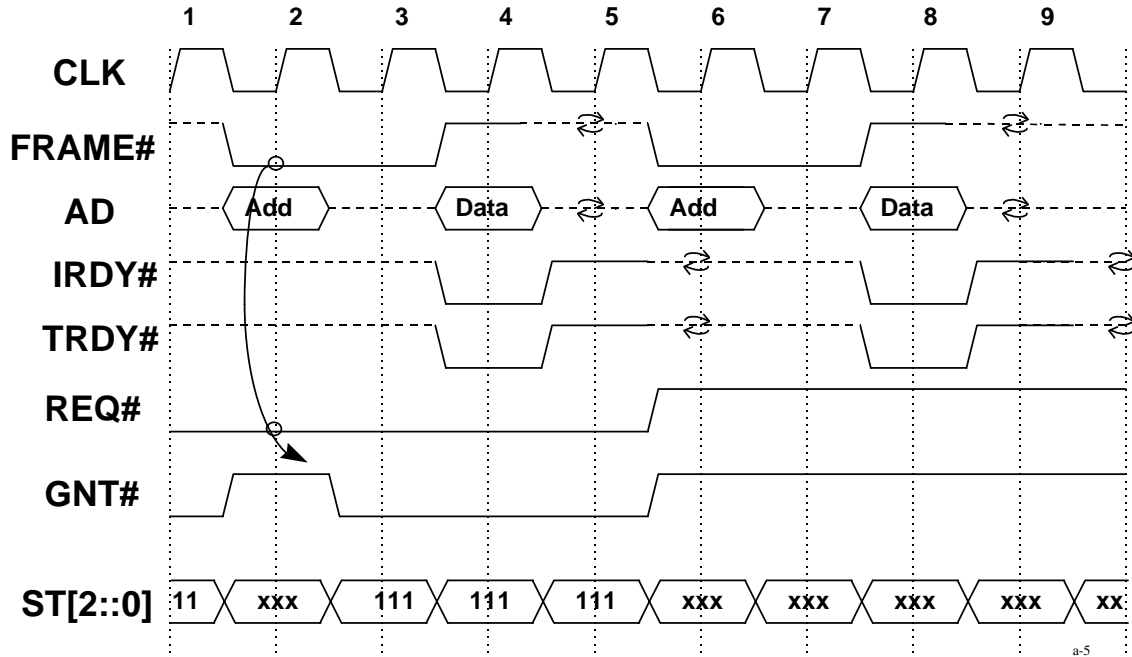 1 2 3 4 5 6 7 8 9
CLK
FRAME#
AD Add Data Add Data
IRDY#
TRDY#
REQ#
GNT#
ST[2::0] 11 xxx 111 111 111 xxx xxx xxx xxx xx
a-5